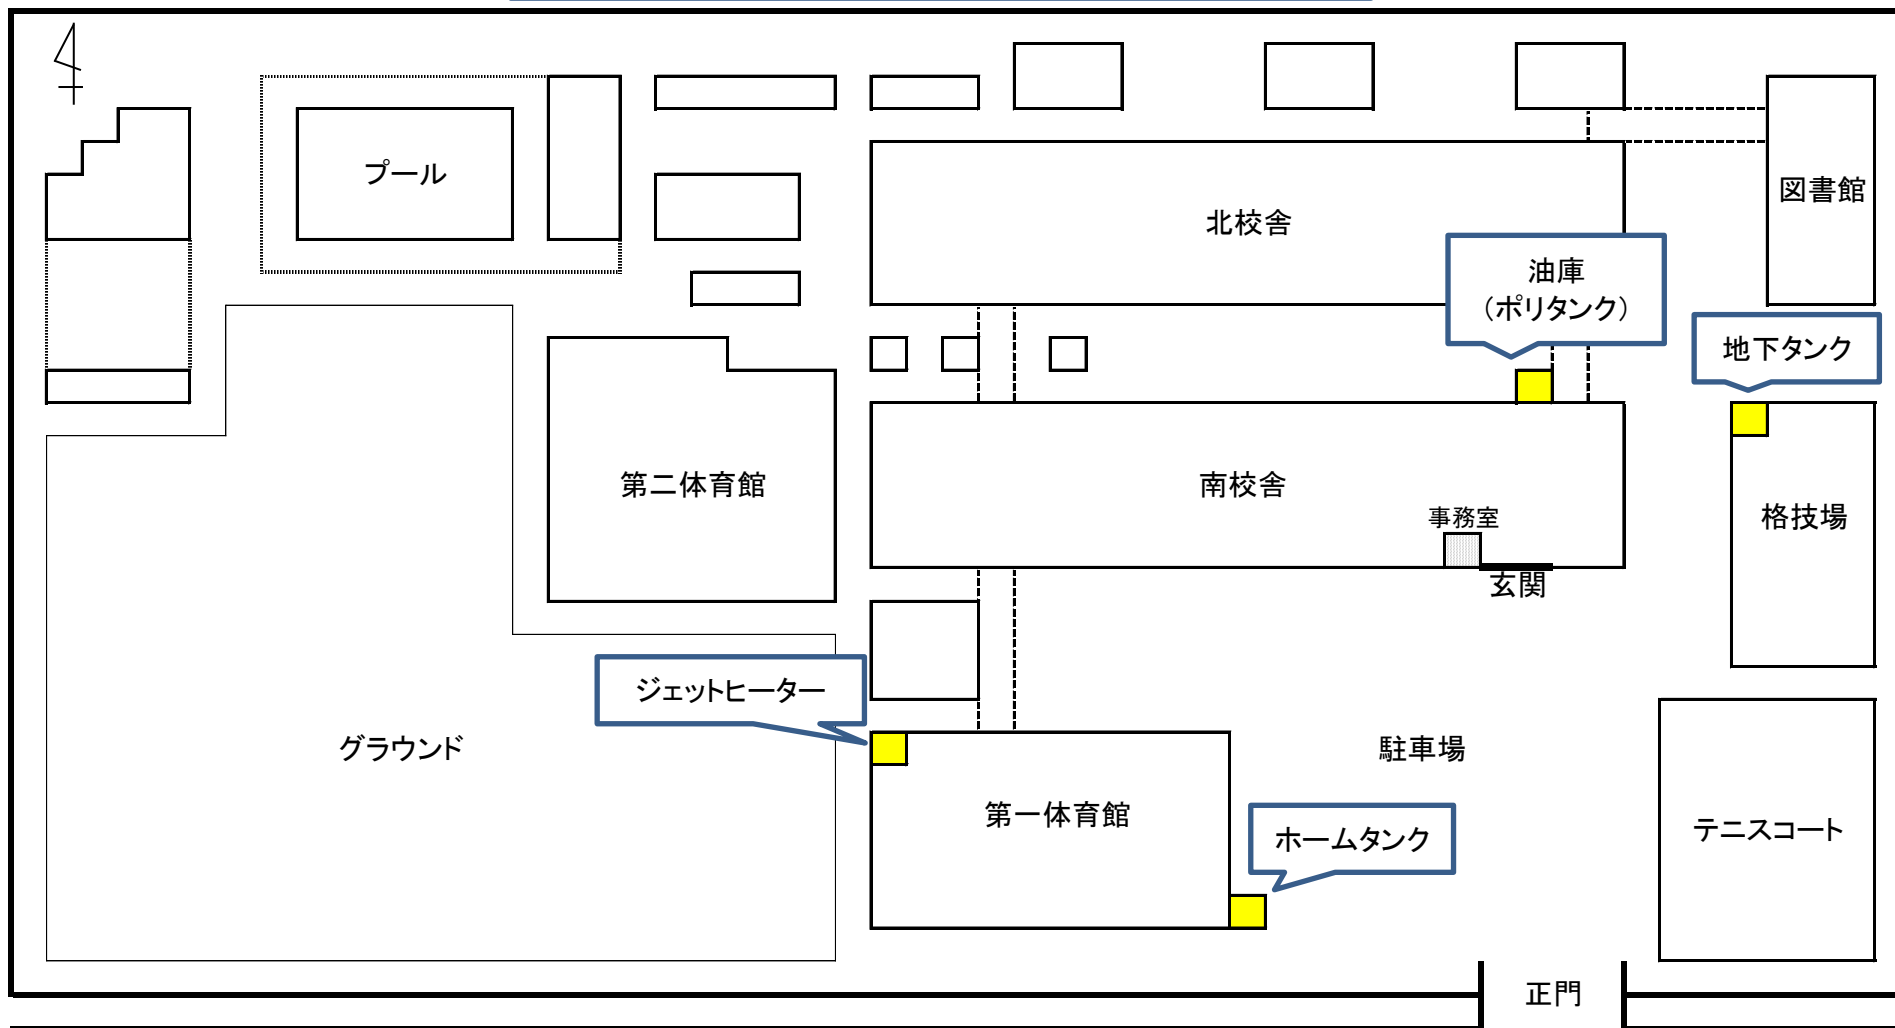 プール
北校舎
図書館
油庫
（ポリタンク）
地下タンク
第二体育館
南校舎
事務室
格技場
玄関
ジェットヒーター
グラウンド
駐車場
第一体育館
ホームタンク
テニスコート
正門